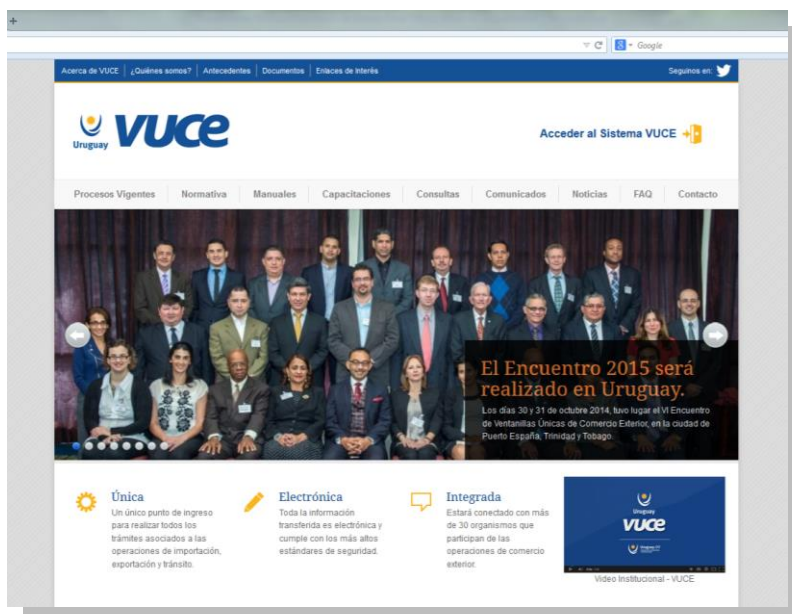 +
Google
Acerca de VUCE
¿Quiénes somos?
Antecedentes
Documentos
Enlaces de Interés
Seguinos en:
Uruguay
VUCE
Acceder al Sistema VUCE
Procesos Vigentes
Normativa
Manuales
Capacitaciones
Consultas
Comunicados
Noticias
FAQ
Contacto
El Encuentro 2015 será
realizado en Uruguay.
Los días 30 y 31 de octubre 2014, tuvo lugar el VI Encuentro
de Ventanillas Únicas de Comercio Exterior, en la ciudad de
Puerto España, Trinidad y Tobago.
Única
Un único punto de ingreso
para realizar todos los
trámites asociados a las
operaciones de importación,
exportación y tránsito.
Electrónica
Toda la información
transferida es electrónica y
cumple con los más altos
estándares de seguridad.
Integrada
Estará conectado con más
de 30 organismos que
participan de las
operaciones de comercio
exterior.
Uruguay
VUCE
Video Institucional - VUCE